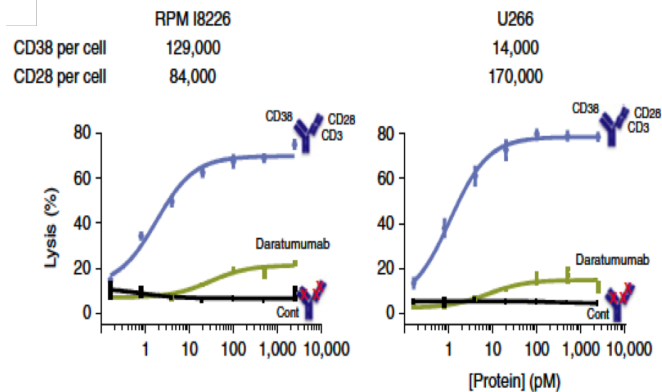 RPM I8226
U266
CD38 per cell
129,000
14,000
CD28 per cell
84,000
170,000
CD38
CD28
CD3
80
60
40
20
0
Lysis (%)
Daratumumab
Cont
1
10
100
1,000
10,000
CD38
CD28
CD3
80
60
40
20
0
Daratumumab
Cont
1
10
100
1,000
10,000
[Protein] (pM)